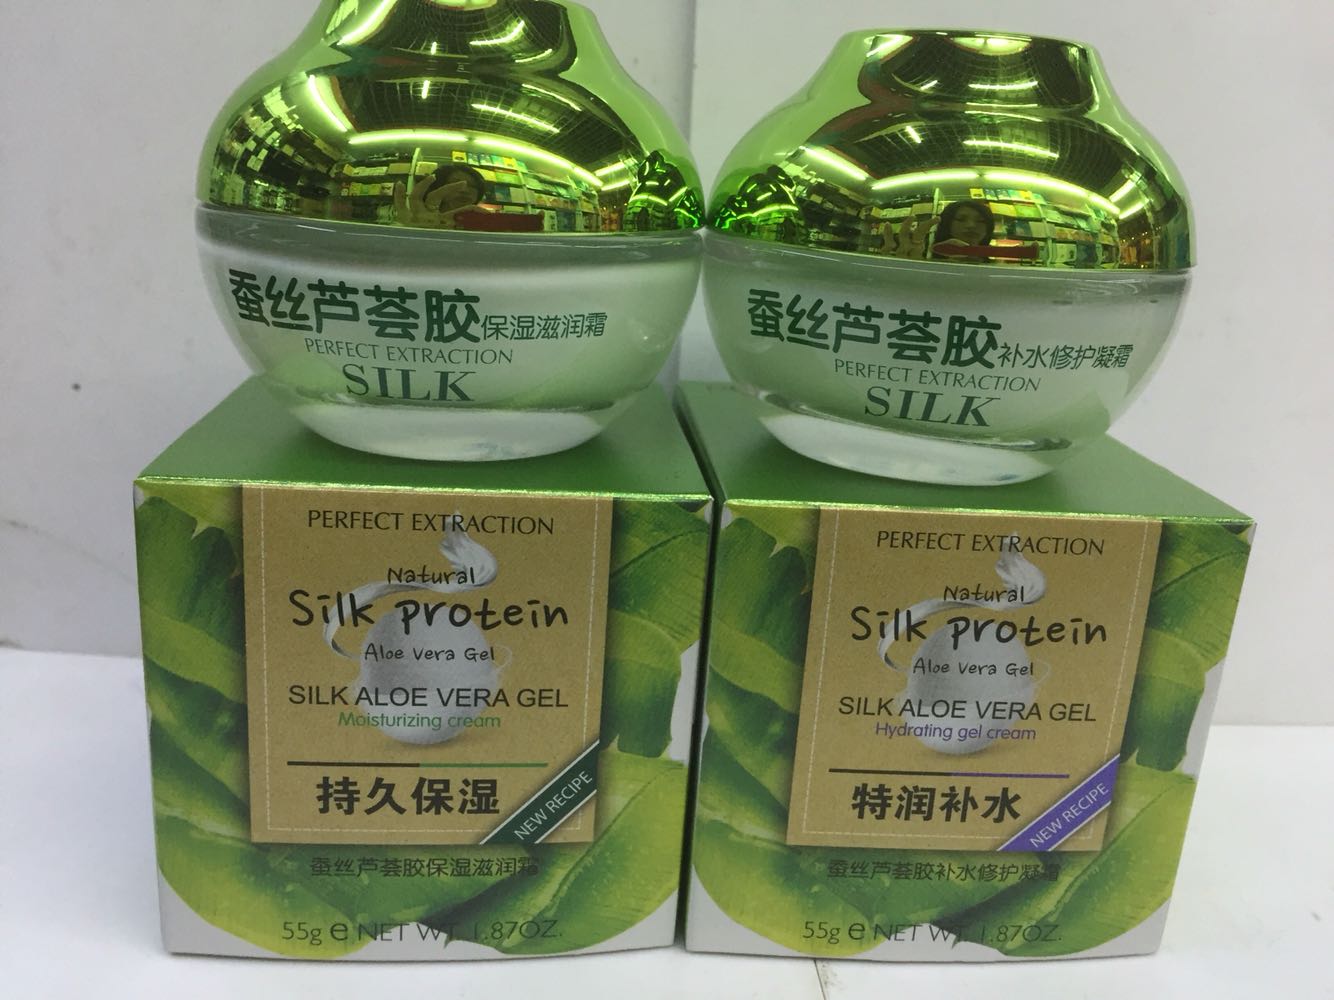 蚕丝芦荟胶保湿滋润霜
PERFECT EXTRACTION
SILK
蚕丝芦荟胶补水修护凝霜
PERFECT EXTRACTION
SILK
PERFECT EXTRACTION
Natural
Silk protein
Aloe Vera Gel
SILK ALOE VERA GEL
Moisturizing cream
持久保湿
NEW RECIPE
蚕丝芦荟胶保湿滋润霜
55g e NET WT. 1.87OZ.
PERFECT EXTRACTION
Natural
Silk protein
Aloe Vera Gel
SILK ALOE VERA GEL
Hydrating gel cream
特润补水
NEW RECIPE
蚕丝芦荟胶补水修护凝霜
55g e NET WT. 1.87OZ.